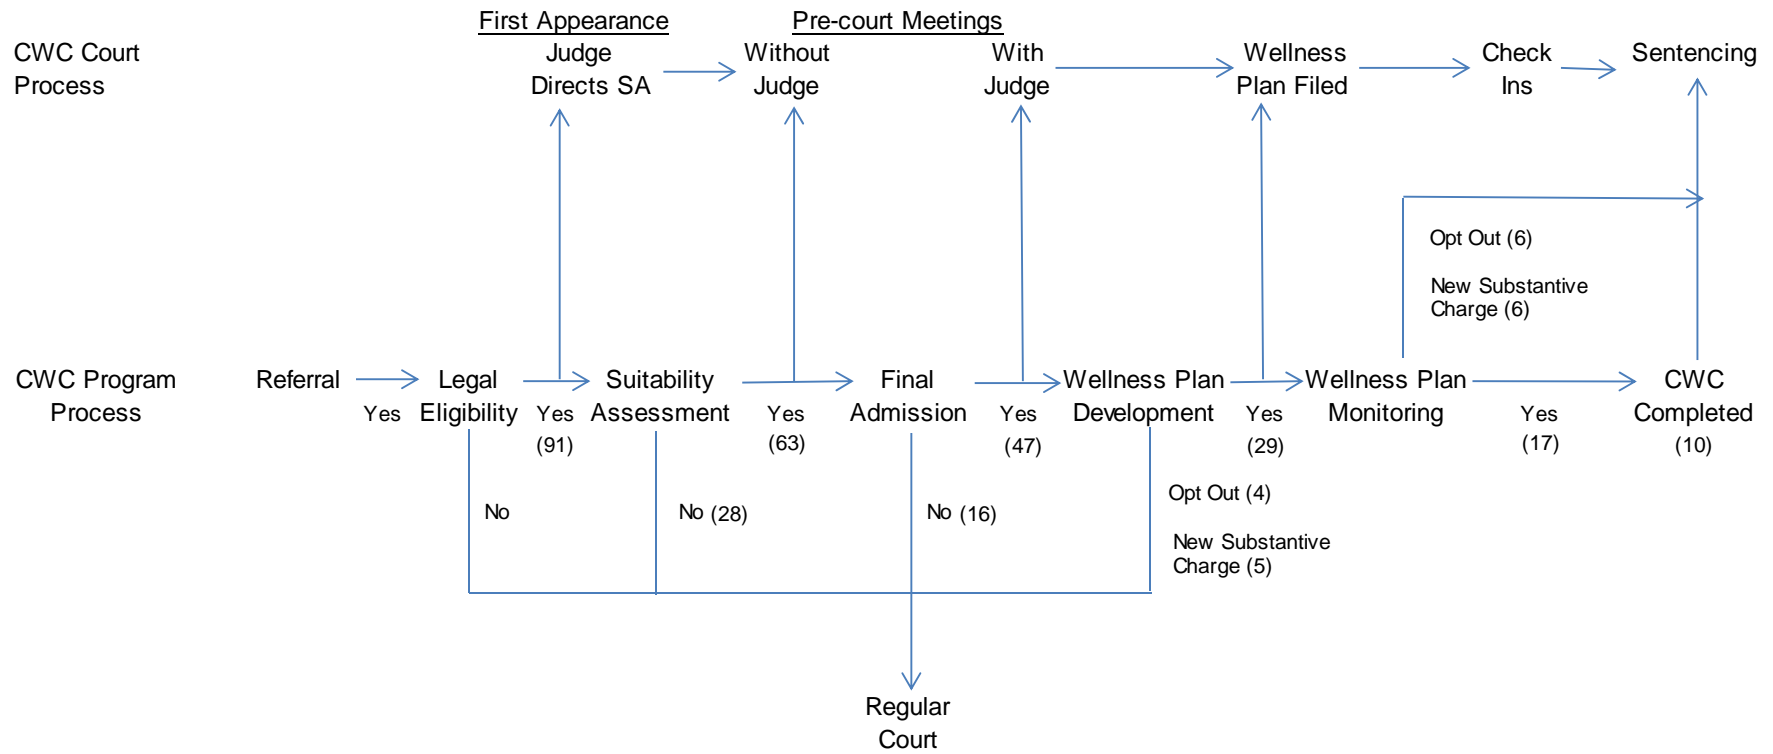 First Appearance
Pre-court Meetings
CWC Court
Process
Judge
Directs SA
Without
Judge
With
Judge
Wellness
Plan Filed
Check
Ins
Sentencing
Opt Out (6)
New Substantive
Charge (6)
CWC Program
Process
Referral
Yes
Legal
Eligibility
Yes
(91)
Suitability
Assessment
Yes
(63)
Final
Admission
Yes
(47)
Wellness Plan
Development
Yes
(29)
Wellness Plan
Monitoring
Yes
(17)
CWC
Completed
(10)
No
No (28)
No (16)
Opt Out (4)
New Substantive
Charge (5)
Regular
Court